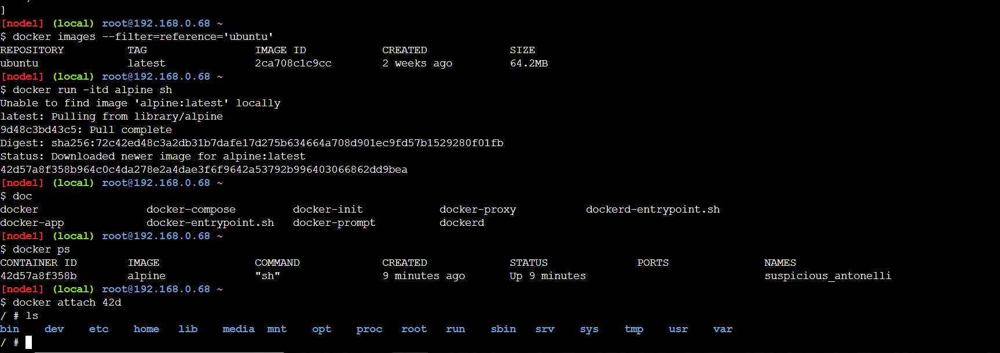 ]
[node1] (local) root@192.168.0.68 ~
$ docker images --filter=reference='ubuntu'
REPOSITORY TAG IMAGE ID CREATED SIZE
ubuntu latest 2ca708c1c9cc 2 weeks ago 64.2MB
[node1] (local) root@192.168.0.68 ~
$ docker run -itd alpine sh
Unable to find image 'alpine:latest' locally
latest: Pulling from library/alpine
9d48c3bd43c5: Pull complete
Digest: sha256:72c42ed48c3a2db31b7dafe17d275b634664a708d901ec9fd57b1529280f01fb
Status: Downloaded newer image for alpine:latest
42d57a8f358b964c0c4da278e2a4dae3f6f9642a53792b996403066862dd9bea
[node1] (local) root@192.168.0.68 ~
$ doc
docker docker-compose docker-init docker-proxy dockerd-entrypoint.sh
docker-app docker-entrypoint.sh docker-prompt dockerd
[node1] (local) root@192.168.0.68 ~
$ docker ps
CONTAINER ID IMAGE COMMAND CREATED STATUS PORTS NAMES
42d57a8f358b alpine "sh" 9 minutes ago Up 9 minutes suspicious_antonelli
[node1] (local) root@192.168.0.68 ~
$ docker attach 42d
/ # ls
bin dev etc home lib media mnt opt proc root run sbin srv sys tmp usr var
/ #